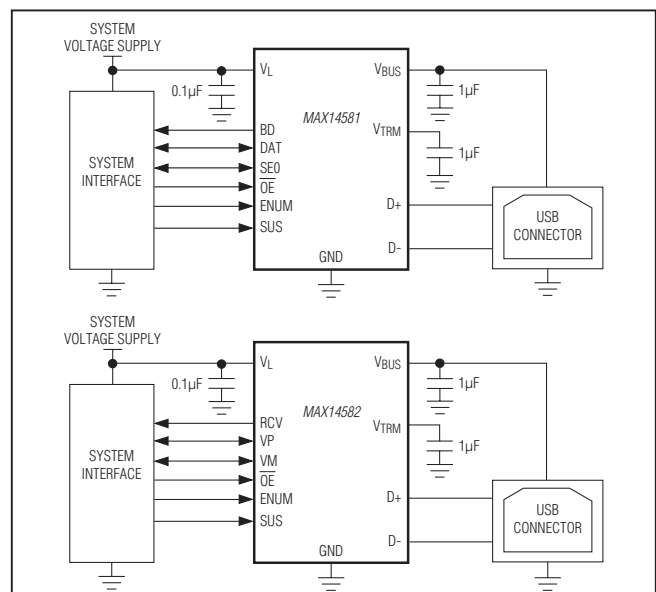 SYSTEM
VOLTAGE SUPPLY
VL
VBUS
0.1µF
1µF
MAX14581
BD
VTRM
DAT
1µF
SYSTEM
INTERFACE
SE0
OE
ENUM
D+
USB
CONNECTOR
SUS
D-
GND
SYSTEM
VOLTAGE SUPPLY
VL
VBUS
0.1µF
1µF
MAX14582
RCV
VTRM
VP
1µF
SYSTEM
INTERFACE
VM
OE
ENUM
D+
USB
CONNECTOR
SUS
D-
GND